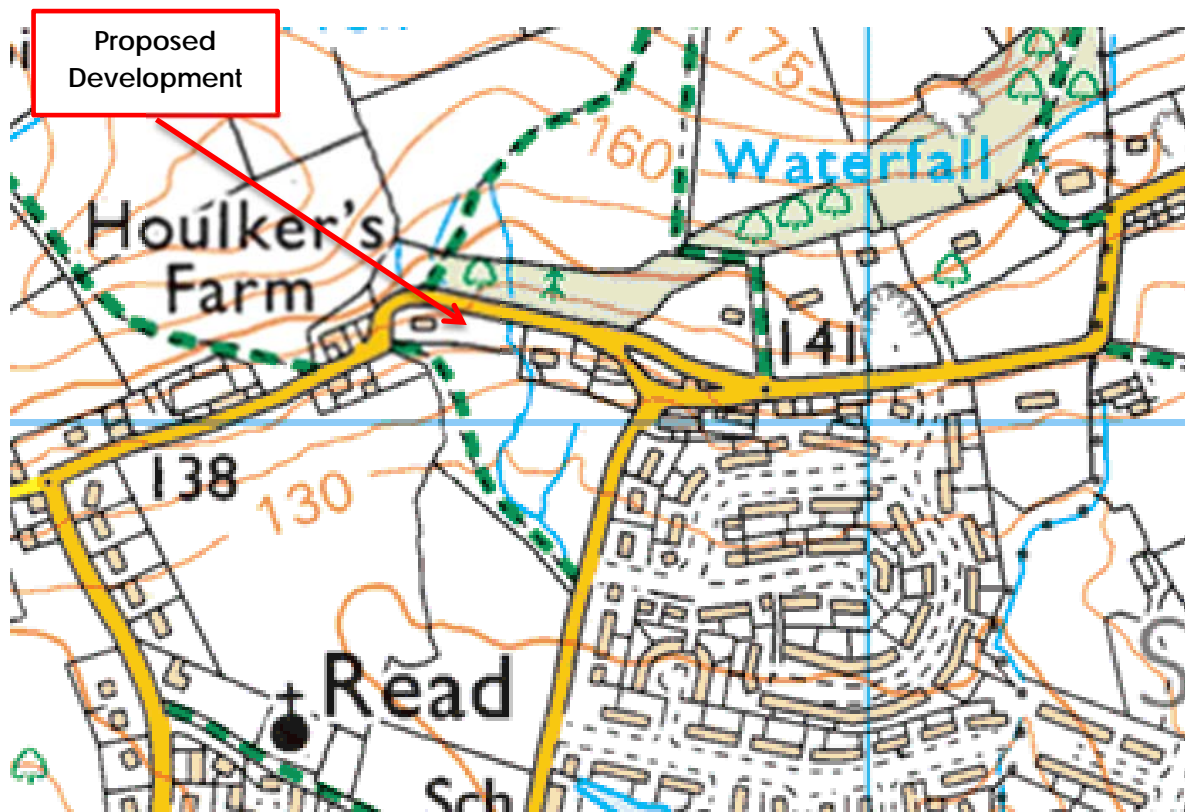 Proposed
Development
175
160
Waterfall
Houlker's
Farm
141
138
130
Read
Sch
S